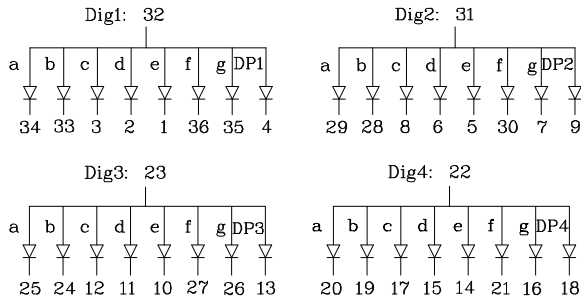 Dig1: 32
a b c d e f g DP1
34 33 3 2 1 36 35 4
Dig2: 31
a b c d e f g DP2
29 28 8 6 5 30 7 9
Dig3: 23
a b c d e f g DP3
25 24 12 11 10 27 26 13
Dig4: 22
a b c d e f g DP4
20 19 17 15 14 21 16 18